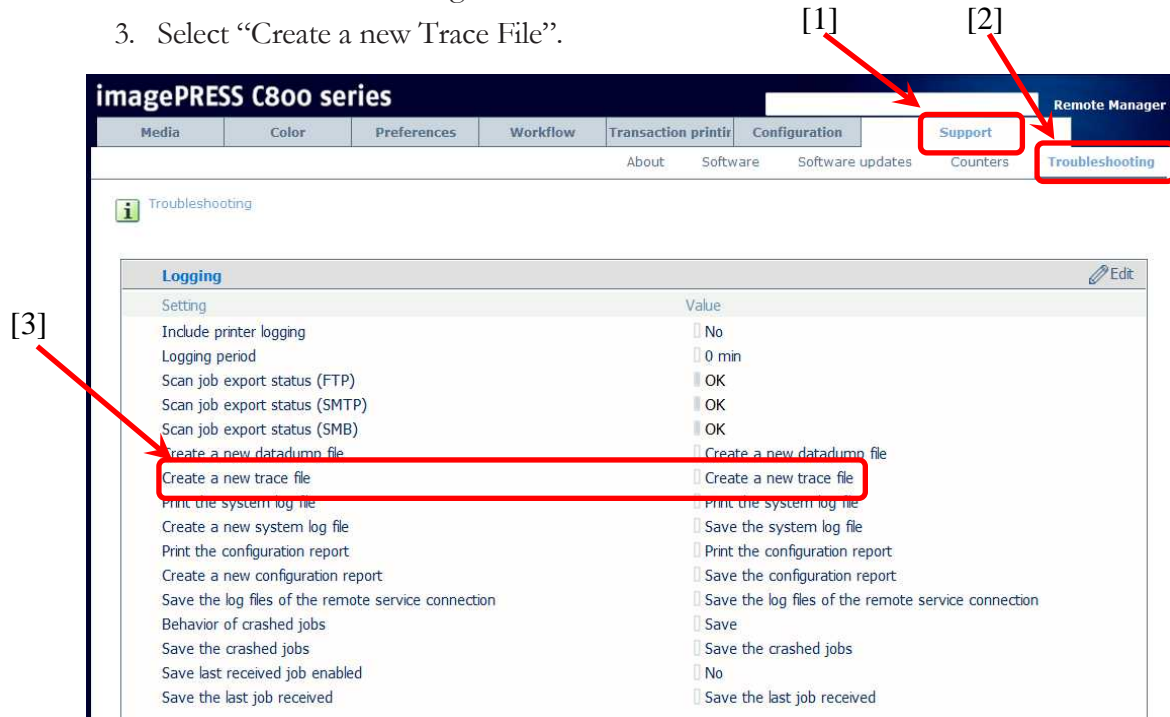 3. Select “Create a new Trace File”.
[1] [2]
imagePRESS C800 series
Remote Manager
Media Color Preferences Workflow Transaction printir Configuration Support
About Software Software updates Counters Troubleshooting
i Troubleshooting
Logging Edit
Setting Value
[3]
Include printer logging No
Logging period 0 min
Scan job export status (FTP) OK
Scan job export status (SMTP) OK
Scan job export status (SMB) OK
Create a new datadump file Create a new datadump file
Create a new trace file Create a new trace file
Print the system log file Print the system log file
Create a new system log file Save the system log file
Print the configuration report Print the configuration report
Create a new configuration report Save the configuration report
Save the log files of the remote service connection Save the log files of the remote service connection
Behavior of crashed jobs Save
Save the crashed jobs Save the crashed jobs
Save last received job enabled No
Save the last job received Save the last job received